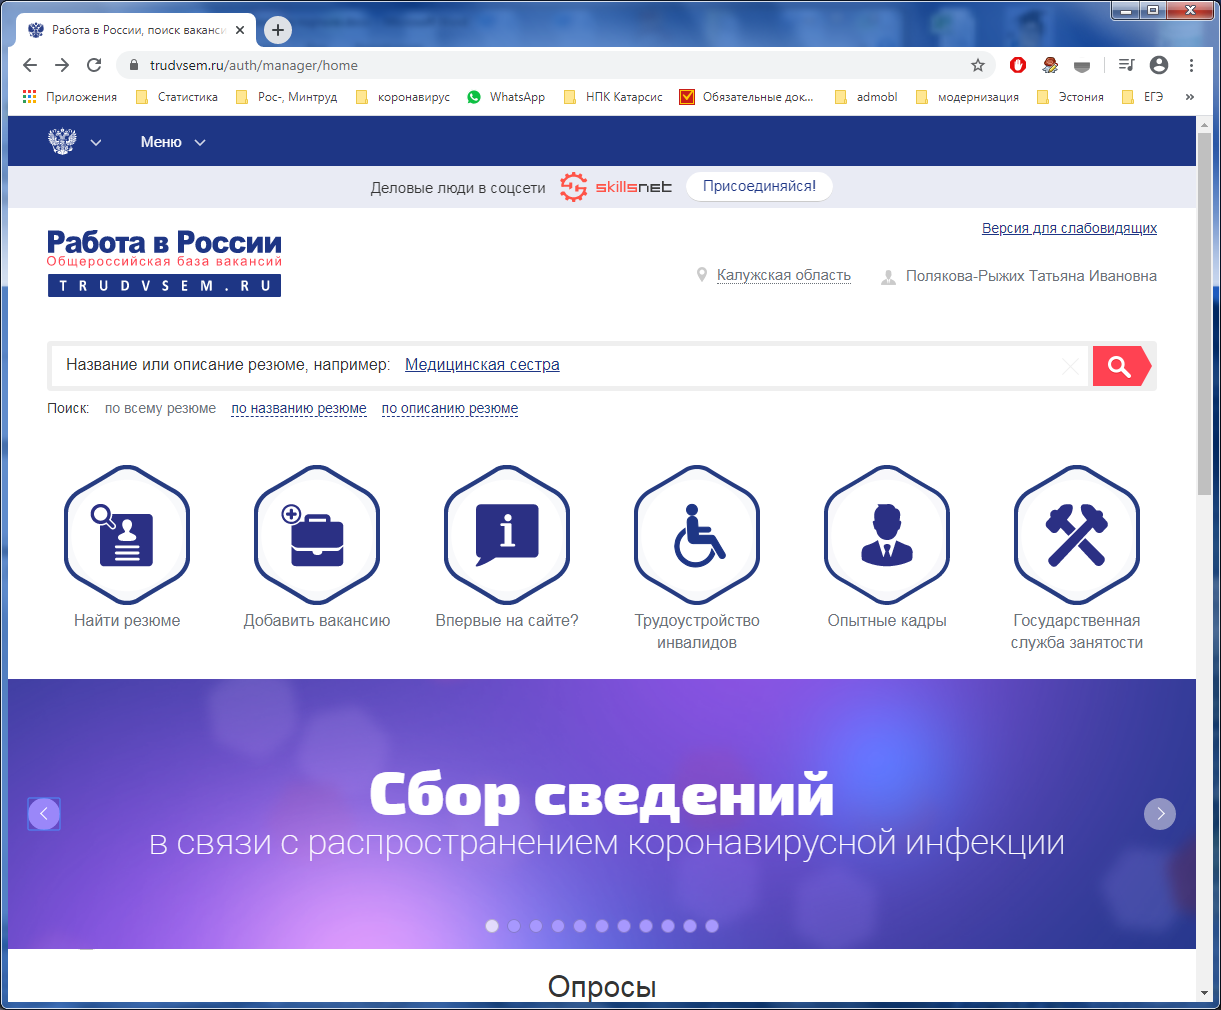 Работа в России, поиск ваканси
trudvsem.ru/auth/manager/home
Приложения Статистика Рос-, Минтруд коронавирус WhatsApp НПК Катарсис Обязательные док... admobl модернизация Эстония ЕГЭ »
Меню
Деловые люди в соцсети skillsnet Присоединяйся!
Версия для слабовидящих
Работа в России
Общероссийская база вакансий
TRUDVSEM.RU
Калужская область Полякова-Рыжих Татьяна Ивановна
Название или описание резюме, например: Медицинская сестра
Поиск: по всему резюме по названию резюме по описанию резюме
Найти резюме Добавить вакансию Впервые на сайте? Трудоустройство инвалидов Опытные кадры Государственная служба занятости
Сбор сведений
в связи с распространением коронавирусной инфекции
Опросы